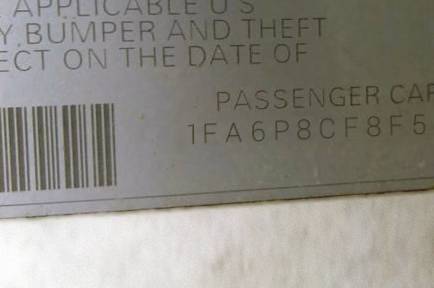 APPLICABLE U S
Y, BUMPER AND THEFT
ECT ON THE DATE OF
PASSENGER CAR
1FA6P8CF8F5